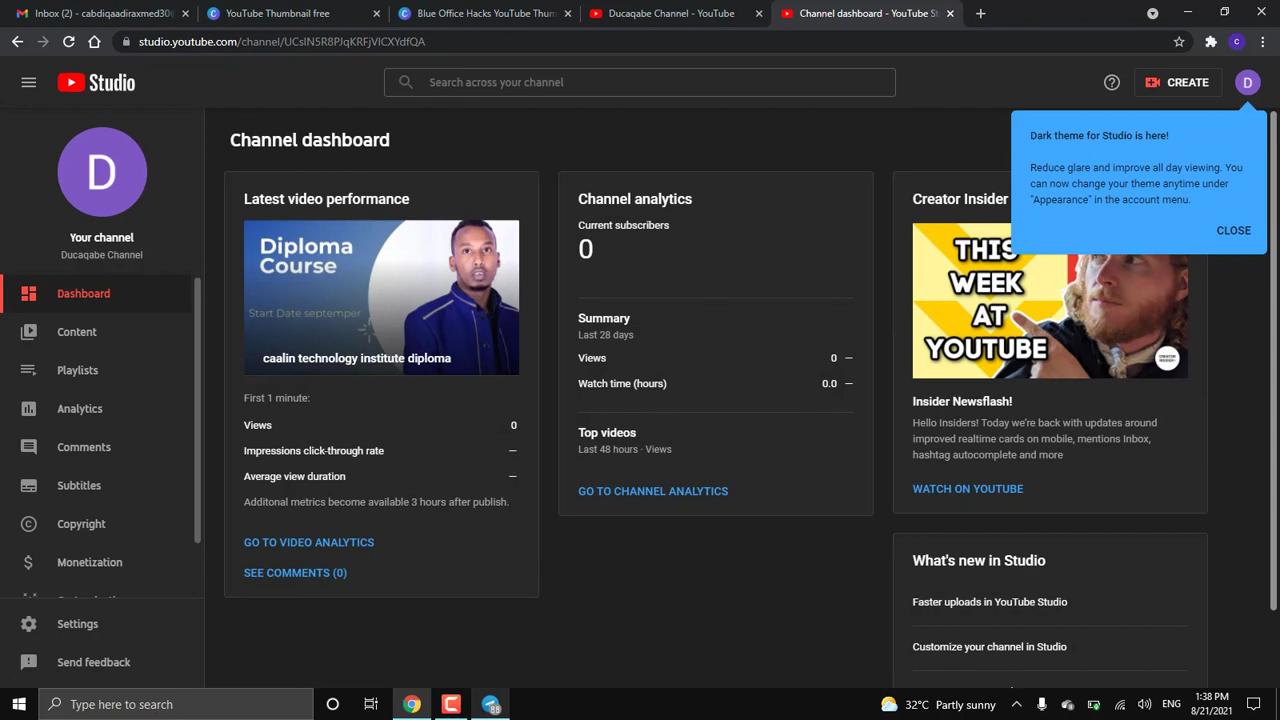 Inbox (30) - cabdiqaadiraxmed30@
YouTube Thumbnail free
Blue Office Hacks YouTube Thum
Ducaqabe Channel - YouTube
Channel dashboard - YouTube St
studio.youtube.com/channel/UCsIN5R8PJqKRFjVICXYdfQA
C
Studio
Search across your channel
CREATE
D
Dark theme for Studio is here!
Reduce glare and improve all day viewing. You
can now change your theme anytime under
"Appearance" in the account menu.
CLOSE
D
Your channel
Ducaqabe Channel
Dashboard
Content
Playlists
Analytics
Comments
Subtitles
Copyright
Monetization
Settings
Send feedback
Channel dashboard
Latest video performance
Diploma
Course
Start Date septemper
caalin technology institute diploma
First 1 minute:
Views 0
Impressions click-through rate —
Average view duration —
Additonal metrics become available 3 hours after publish.
GO TO VIDEO ANALYTICS
SEE COMMENTS (0)
Channel analytics
Current subscribers
0
Summary
Last 28 days
Views 0 —
Watch time (hours) 0.0 —
Top videos
Last 48 hours · Views
GO TO CHANNEL ANALYTICS
Creator Insider
THIS
WEEK
AT
YOUTUBE
Insider Newsflash!
Hello Insiders! Today we're back with updates around
improved realtime cards on mobile, mentions Inbox,
hashtag autocomplete and more
WATCH ON YOUTUBE
What's new in Studio
Faster uploads in YouTube Studio
Customize your channel in Studio
Type here to search
88
32°C Partly sunny
ENG
1:38 PM
8/21/2021